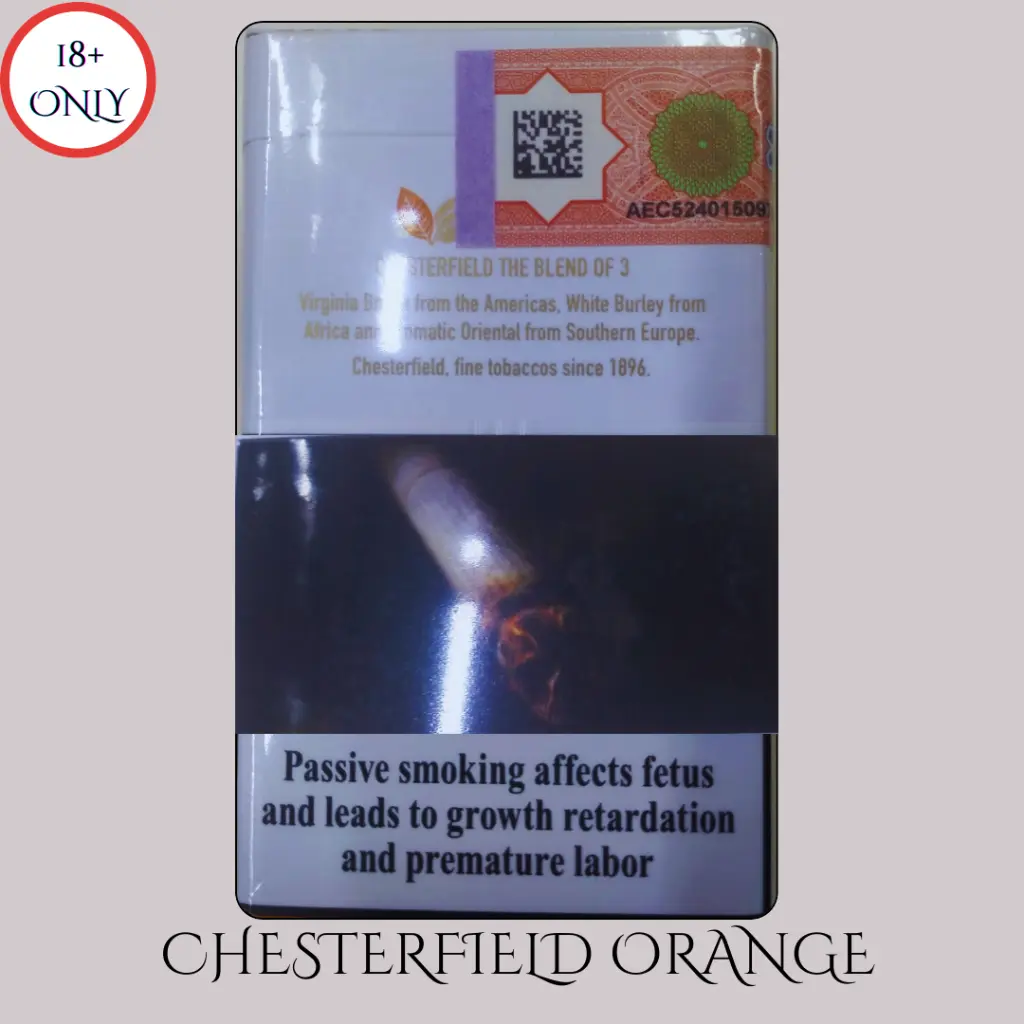 18+
ONLY
AEC52401509
THE BLEND OF 3
Virginia from the Americas, White Burley from
Africa Oriental from Southern Europe.
Chesterfield, fine tobaccos since 1896.
Passive smoking affects fetus
and leads to growth retardation
and premature labor
CHESTERFIELD ORANGE